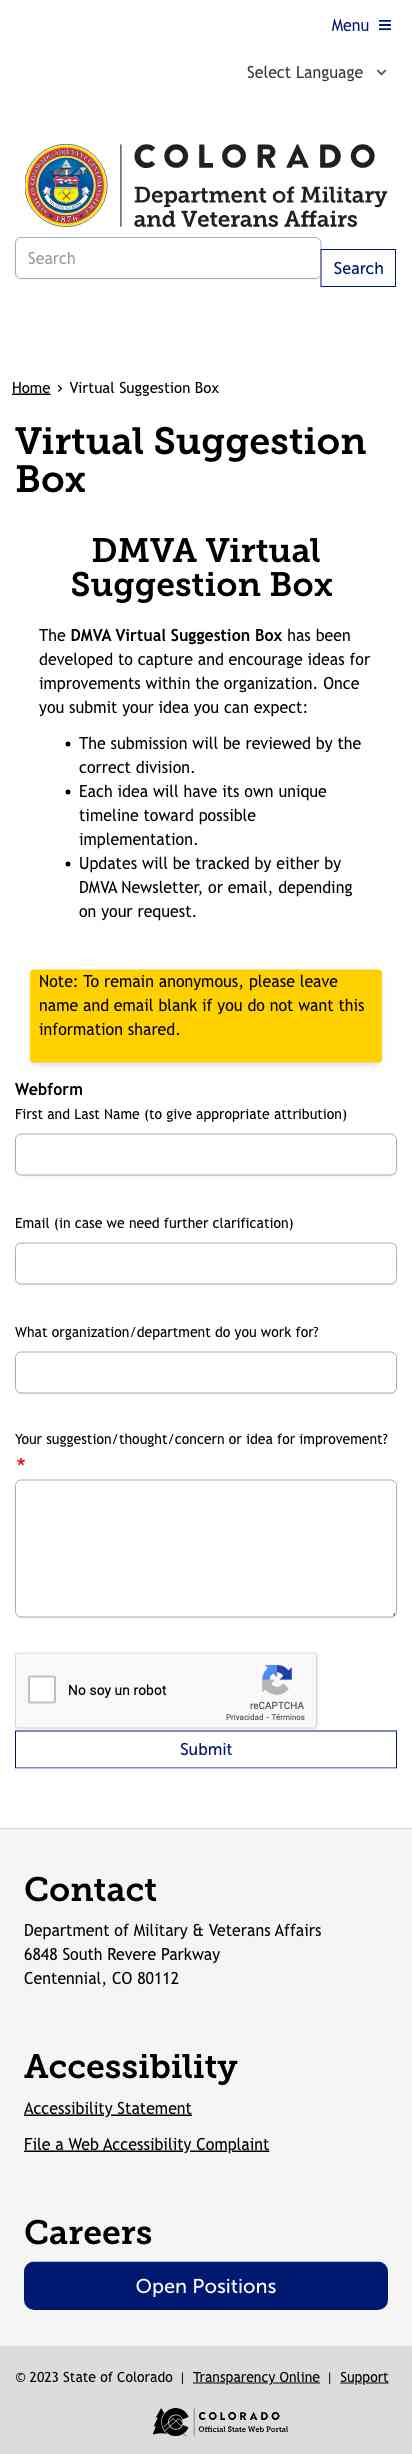 Menu
Select Language
COLORADO
Department of Military
and Veterans Affairs
1876
Search
Search
Home › Virtual Suggestion Box
Virtual Suggestion
Box
DMVA Virtual
Suggestion Box
The DMVA Virtual Suggestion Box has been
developed to capture and encourage ideas for
improvements within the organization. Once
you submit your idea you can expect:
• The submission will be reviewed by the
correct division.
• Each idea will have its own unique
timeline toward possible
implementation.
• Updates will be tracked by either by
DMVA Newsletter, or email, depending
on your request.
Note: To remain anonymous, please leave
name and email blank if you do not want this
information shared.
Webform
First and Last Name (to give appropriate attribution)
Email (in case we need further clarification)
What organization/department do you work for?
Your suggestion/thought/concern or idea for improvement?
*
No soy un robot
reCAPTCHA
Privacidad - Términos
Submit
Contact
Department of Military & Veterans Affairs
6848 South Revere Parkway
Centennial, CO 80112
Accessibility
Accessibility Statement
File a Web Accessibility Complaint
Careers
Open Positions
© 2023 State of Colorado | Transparency Online | Support
COLORADO
Official State Web Portal